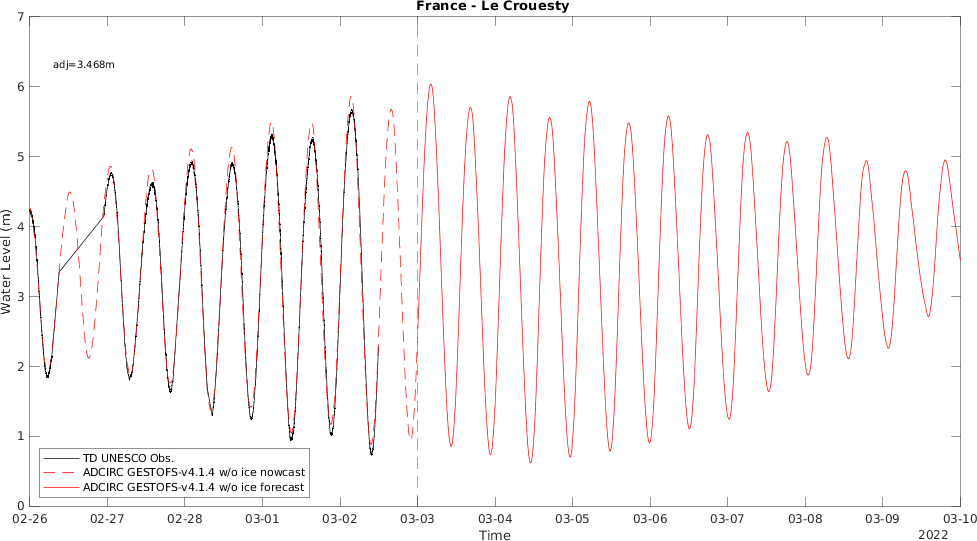 France - Le Crouesty
adj=3.468m
7
6
5
4
3
2
1
0
Water Level (m)
TD UNESCO Obs.
ADCIRC GESTOFS-v4.1.4 w/o ice nowcast
ADCIRC GESTOFS-v4.1.4 w/o ice forecast
02-26 02-27 02-28 03-01 03-02 03-03 03-04 03-05 03-06 03-07 03-08 03-09 03-10
Time
2022